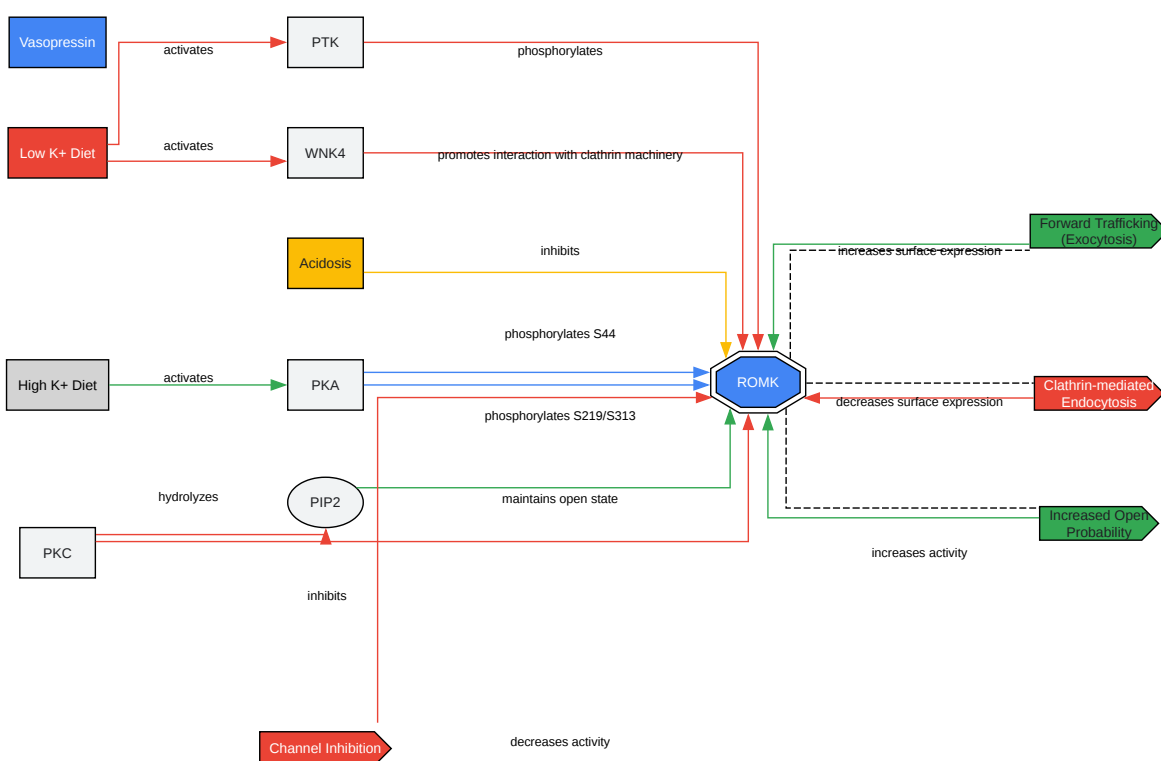 Vasopressin
PTK
activates
phosphorylates
Low K+ Diet
activates
WNK4
promotes interaction with clathrin machinery
Forward Trafficking
(Exocytosis)
Acidosis
inhibits
increases surface expression
phosphorylates S44
High K+ Diet
activates
PKA
ROMK
Clathrin-mediated
Endocytosis
decreases surface expression
phosphorylates S219/S313
hydrolyzes
PIP2
maintains open state
Increased Open
Probability
PKC
increases activity
inhibits
Channel Inhibition
decreases activity